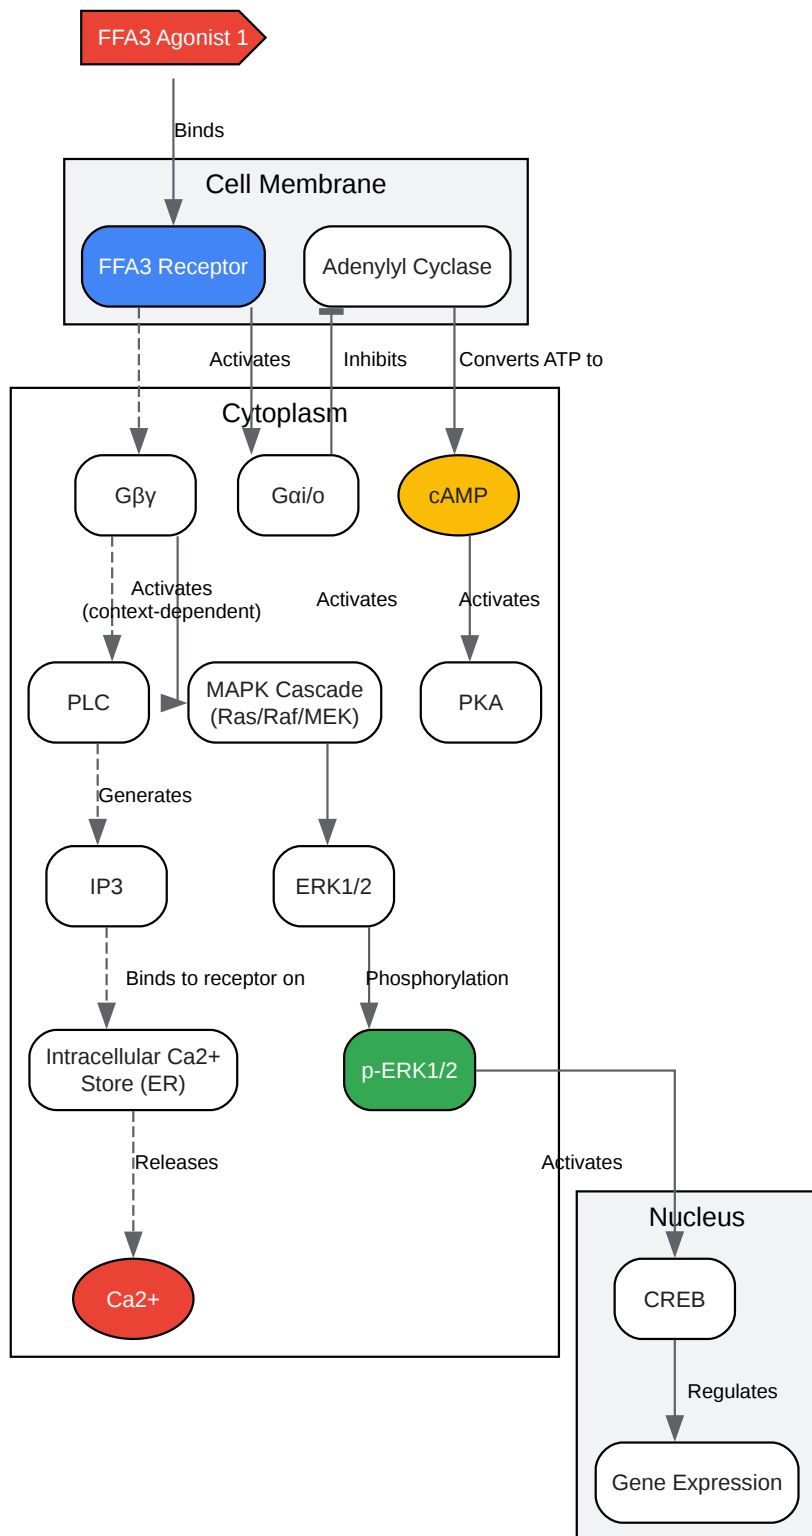 FFA3 Agonist 1
Binds
Cell Membrane
FFA3 Receptor
Adenylyl Cyclase
Activates
Inhibits
Converts ATP to
Cytoplasm
Gβγ
Gαi/o
cAMP
Activates
(context-dependent)
Activates
Activates
PLC
MAPK Cascade
(Ras/Raf/MEK)
PKA
Generates
IP3
ERK1/2
Binds to receptor on
Phosphorylation
Intracellular Ca2+
Store (ER)
p-ERK1/2
Releases
Activates
Nucleus
Ca2+
CREB
Regulates
Gene Expression